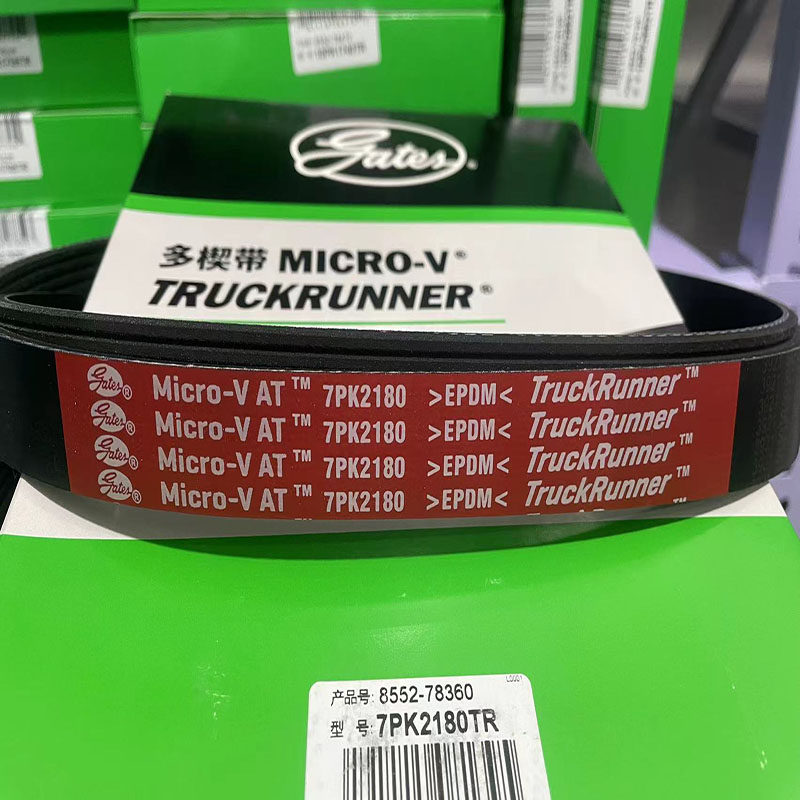 Gates®
多楔带 MICRO-V®
TRUCKRUNNER®
Gates® Micro-V AT™ 7PK2180 >EPDM< TruckRunner™
Gates® Micro-V AT™ 7PK2180 >EPDM< TruckRunner™
Gates® Micro-V AT™ 7PK2180 >EPDM< TruckRunner™
Gates® Micro-V AT™ 7PK2180 >EPDM< TruckRunner™
L0001
产品号: 8552-78360
型 号: 7PK2180TR